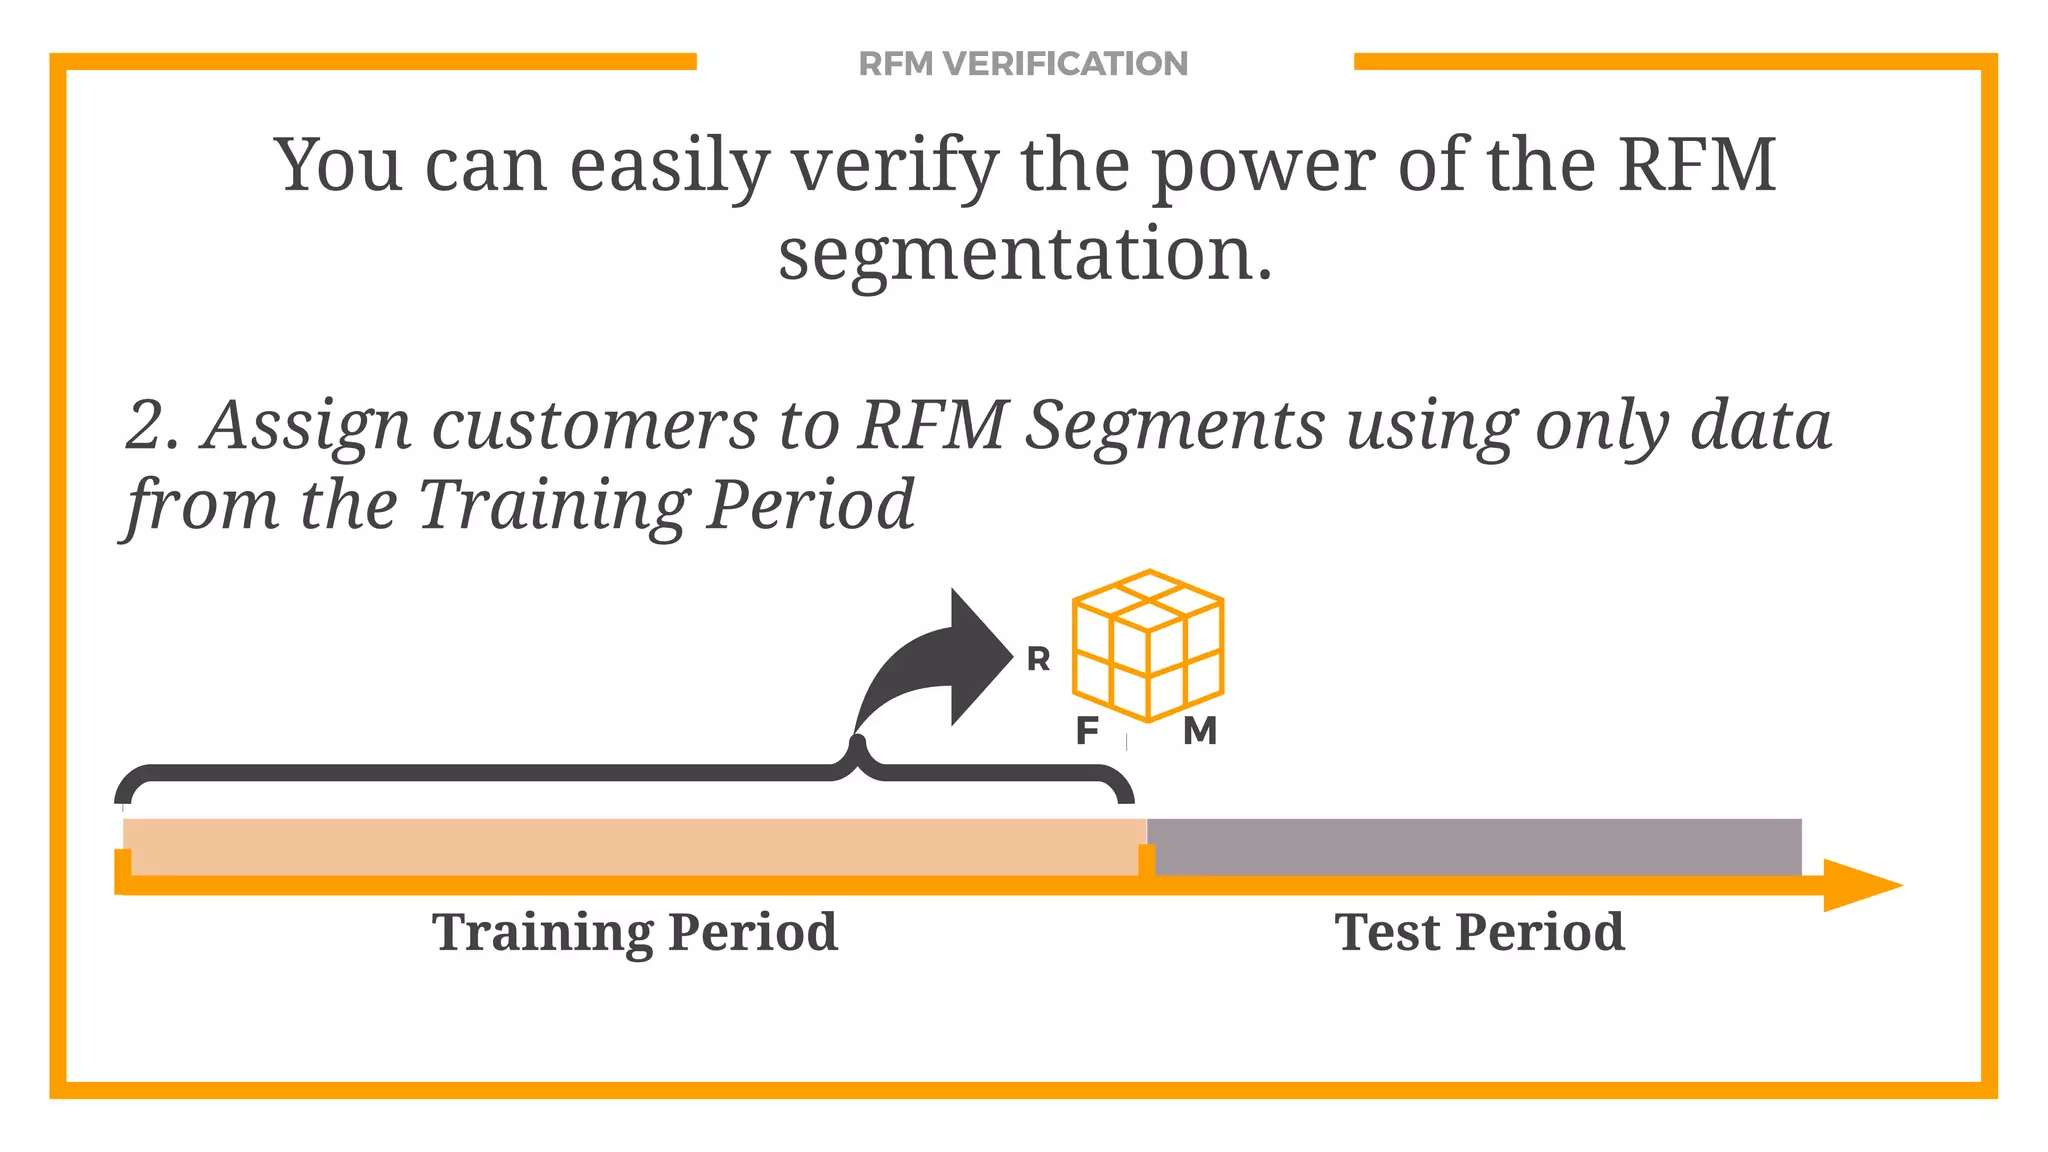 RFM VERIFICATION
You can easily verify the power of the RFM
segmentation.
2. Assign customers to RFM Segments using only data
from the Training Period
R
F
M
Training Period
Test Period